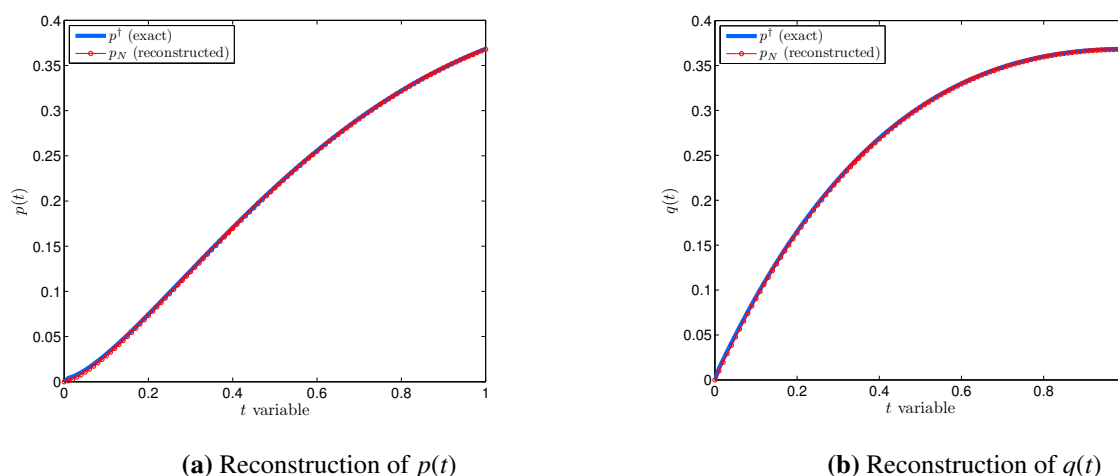 p† (exact)
p_N (reconstructed)
0.4
0.35
0.3
0.25
0.2
0.15
0.1
0.05
0
p(t)
0
0.2
0.4
0.6
0.8
1
t variable
(a) Reconstruction of p(t)
p† (exact)
p_N (reconstructed)
0.4
0.35
0.3
0.25
0.2
0.15
0.1
0.05
0
q(t)
0
0.2
0.4
0.6
0.8
t variable
(b) Reconstruction of q(t)